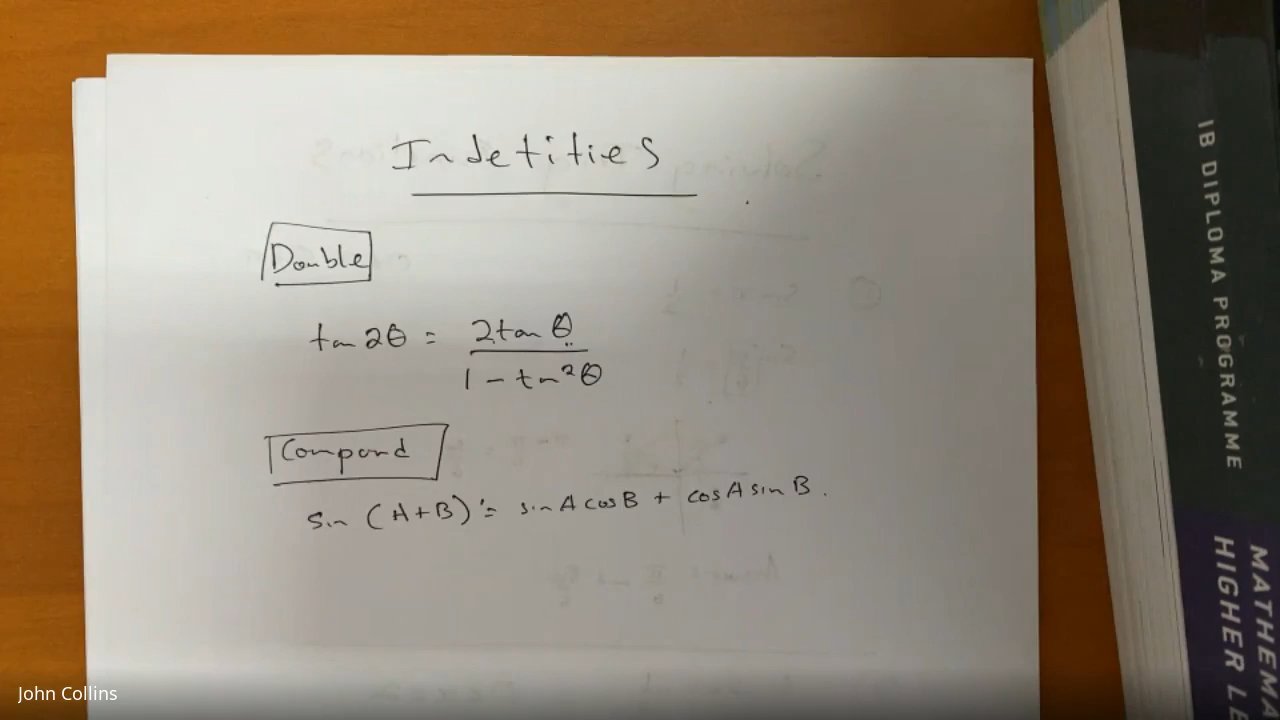 Indetities
Double
tan 2θ = 2tan θ / 1 - tan²θ
Compond
sin (A+B) = sin A cos B + cos A sin B.
IB DIPLOMA PROGRAMME
MATHEMA
HIGHER LE
John Collins